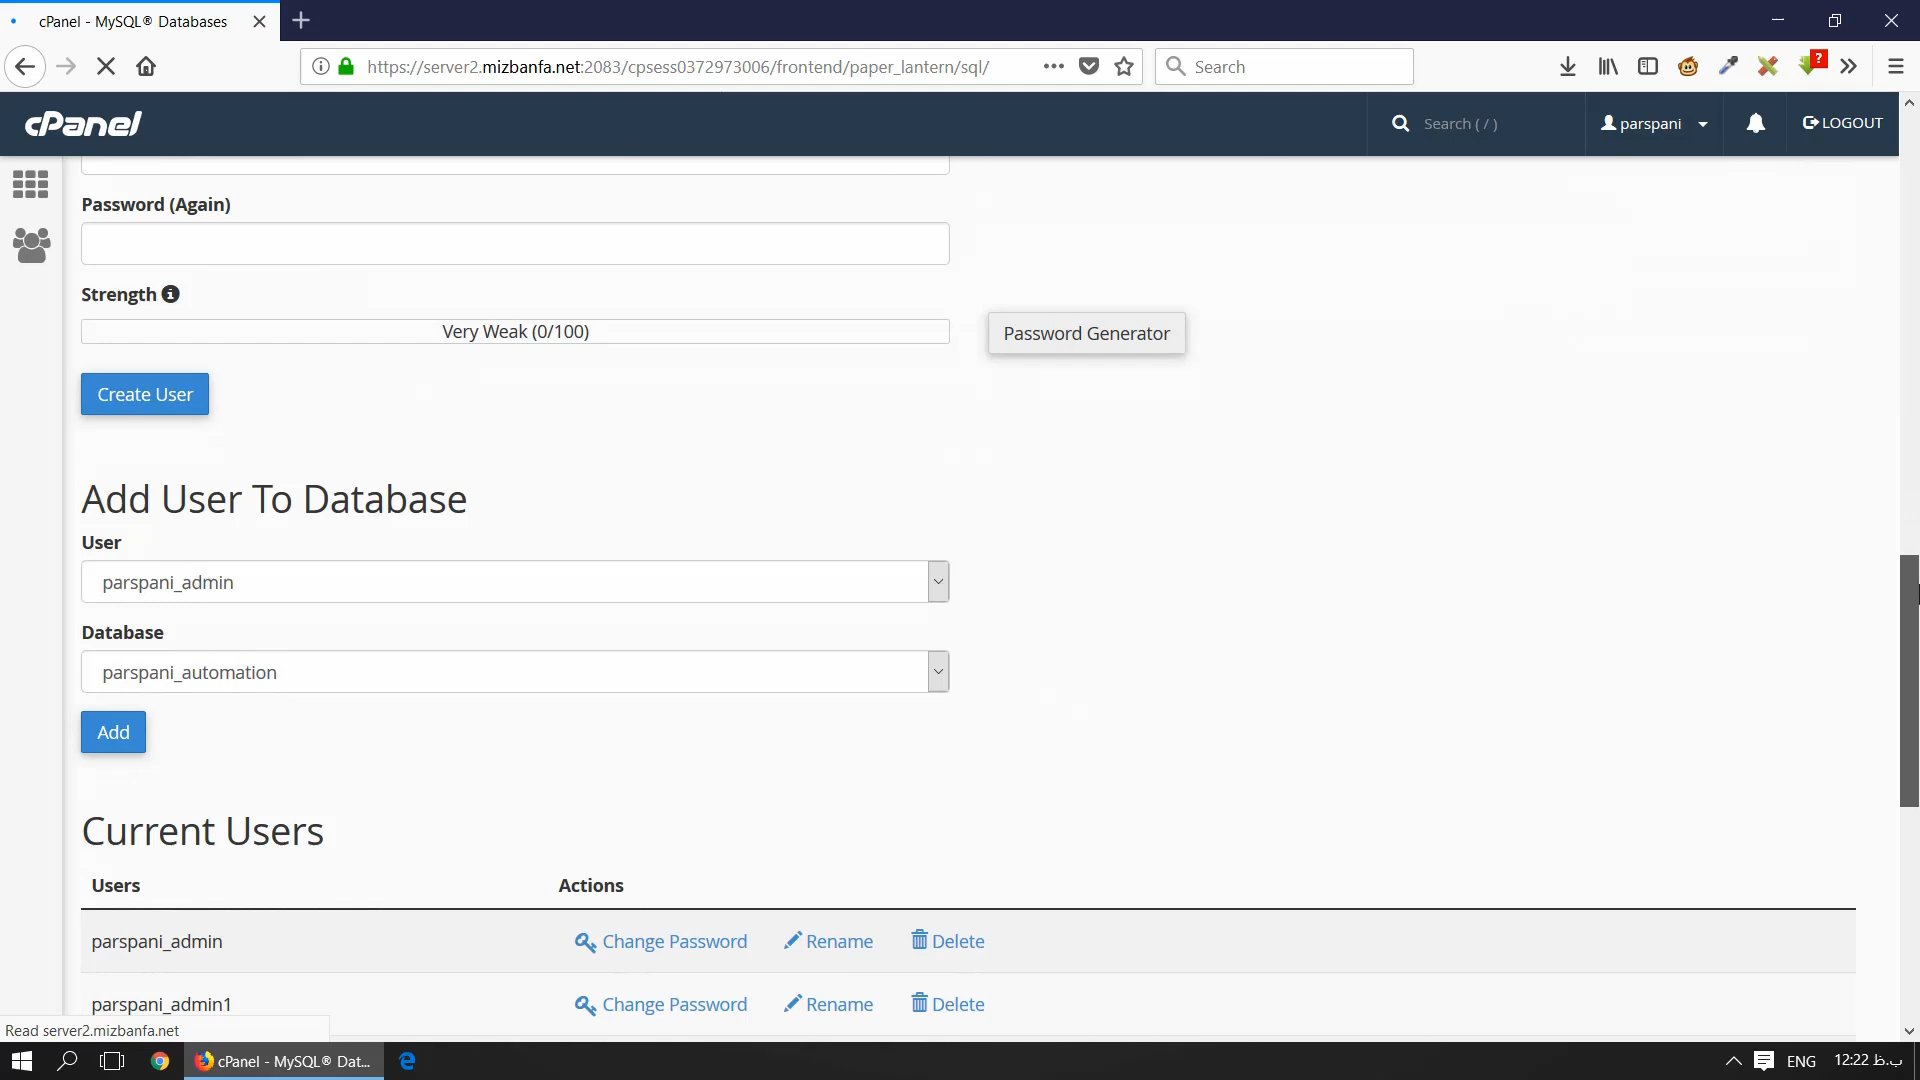 cPanel - MySQL® Databases
https://server2.mizbanfa.net:2083/cpsess0372973006/frontend/paper_lantern/sql/
Search
?
cPanel
Search ( / )
parspani
LOGOUT
Password (Again)
Strength
Very Weak (0/100)
Password Generator
Create User
Add User To Database
User
parspani_admin
Database
parspani_automation
Add
Current Users
Users Actions
parspani_admin Change Password Rename Delete
parspani_admin1 Change Password Rename Delete
Read server2.mizbanfa.net
cPanel - MySQL® Dat...
ENG
12:22 ب.ظ